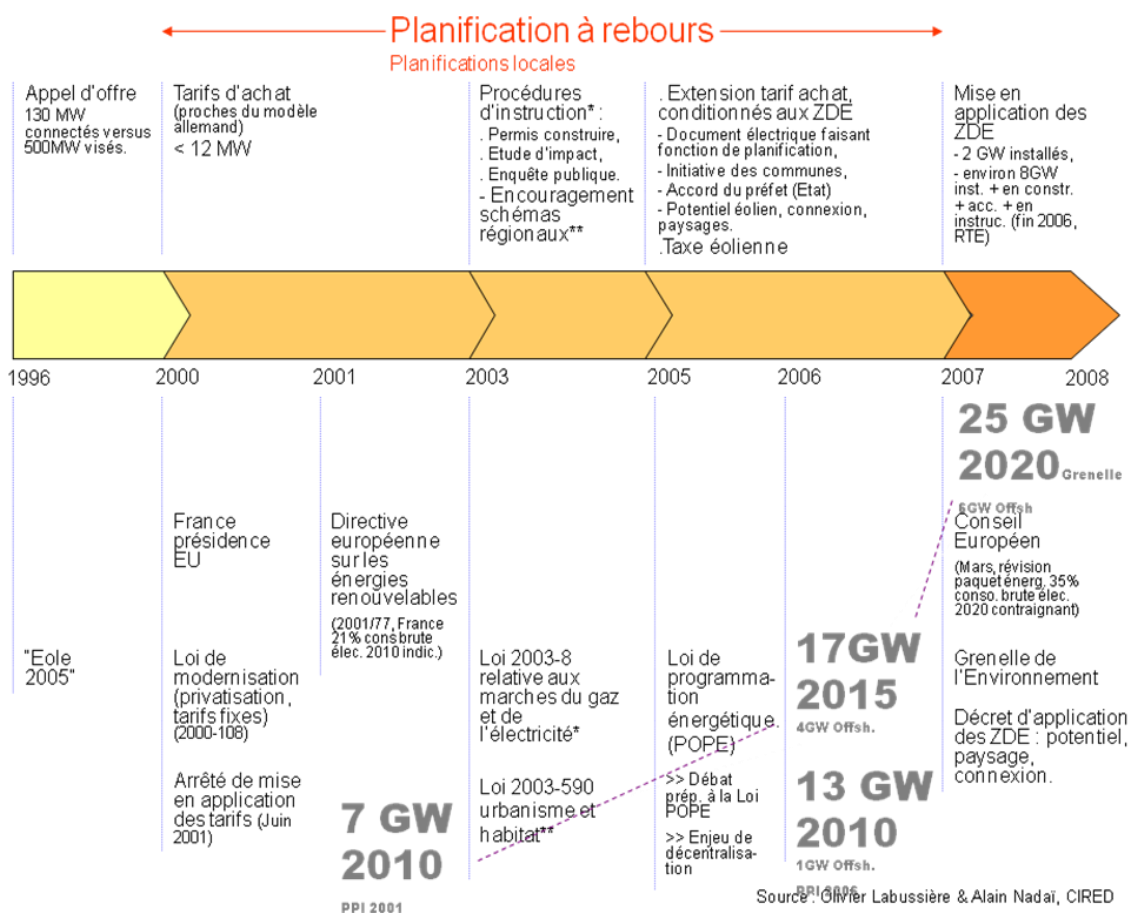 Planification à rebours
Planifications locales
Appel d'offre
130 MW
connectés versus
500MW visés.
Tarifs d'achat
(proches du modèle
allemand)
< 12 MW
Procédures
d'instruction* :
. Permis construire,
. Etude d'impact,
. Enquête publique.
- Encouragement
schémas
régionaux**
. Extension tarif achat,
conditionnés aux ZDE
- Document électrique faisant
fonction de planification,
- Initiative des communes,
- Accord du préfet (Etat)
- Potentiel éolien, connexion,
paysages.
.Taxe éolienne
Mise en
application des
ZDE
- 2 GW installés,
- environ 8GW
inst. + en constr.
+ acc. + en
instruc. (fin 2006,
RTE)
1996
2000
2001
2003
2005
2006
2007
2008
25 GW
2020 Grenelle
6GW Offsh
France
présidence
EU
Directive
européenne
sur les
énergies
renouvelables
(2001/77, France
21% cons brute
élec. 2010 indic.)
Conseil
Européen
(Mars, révision
paquet énerg. 35%
conso. brute élec.
2020 contraignant)
"Eole
2005"
Loi de
modernisation
(privatisation,
tarifs fixes)
(2000-108)
Loi 2003-8
relative aux
marches du gaz
et de
l'électricité*
Loi de
programma-
tion
énergétique.
(POPE)
17GW
2015
4GW Offsh.
Grenelle de
l'Environnement
Décret d'application
des ZDE : potentiel,
paysage,
connexion.
Arrêté de mise
en application
des tarifs (Juin
2001)
7 GW
2010
PPI 2001
Loi 2003-590
urbanisme et
habitat**
>> Débat
prép. à la Loi
POPE
>> Enjeu de
décentralisa-
tion
13 GW
2010
1GW Offsh.
PPI 2006
Source : Olivier Labussière & Alain Nadaï, CIRED